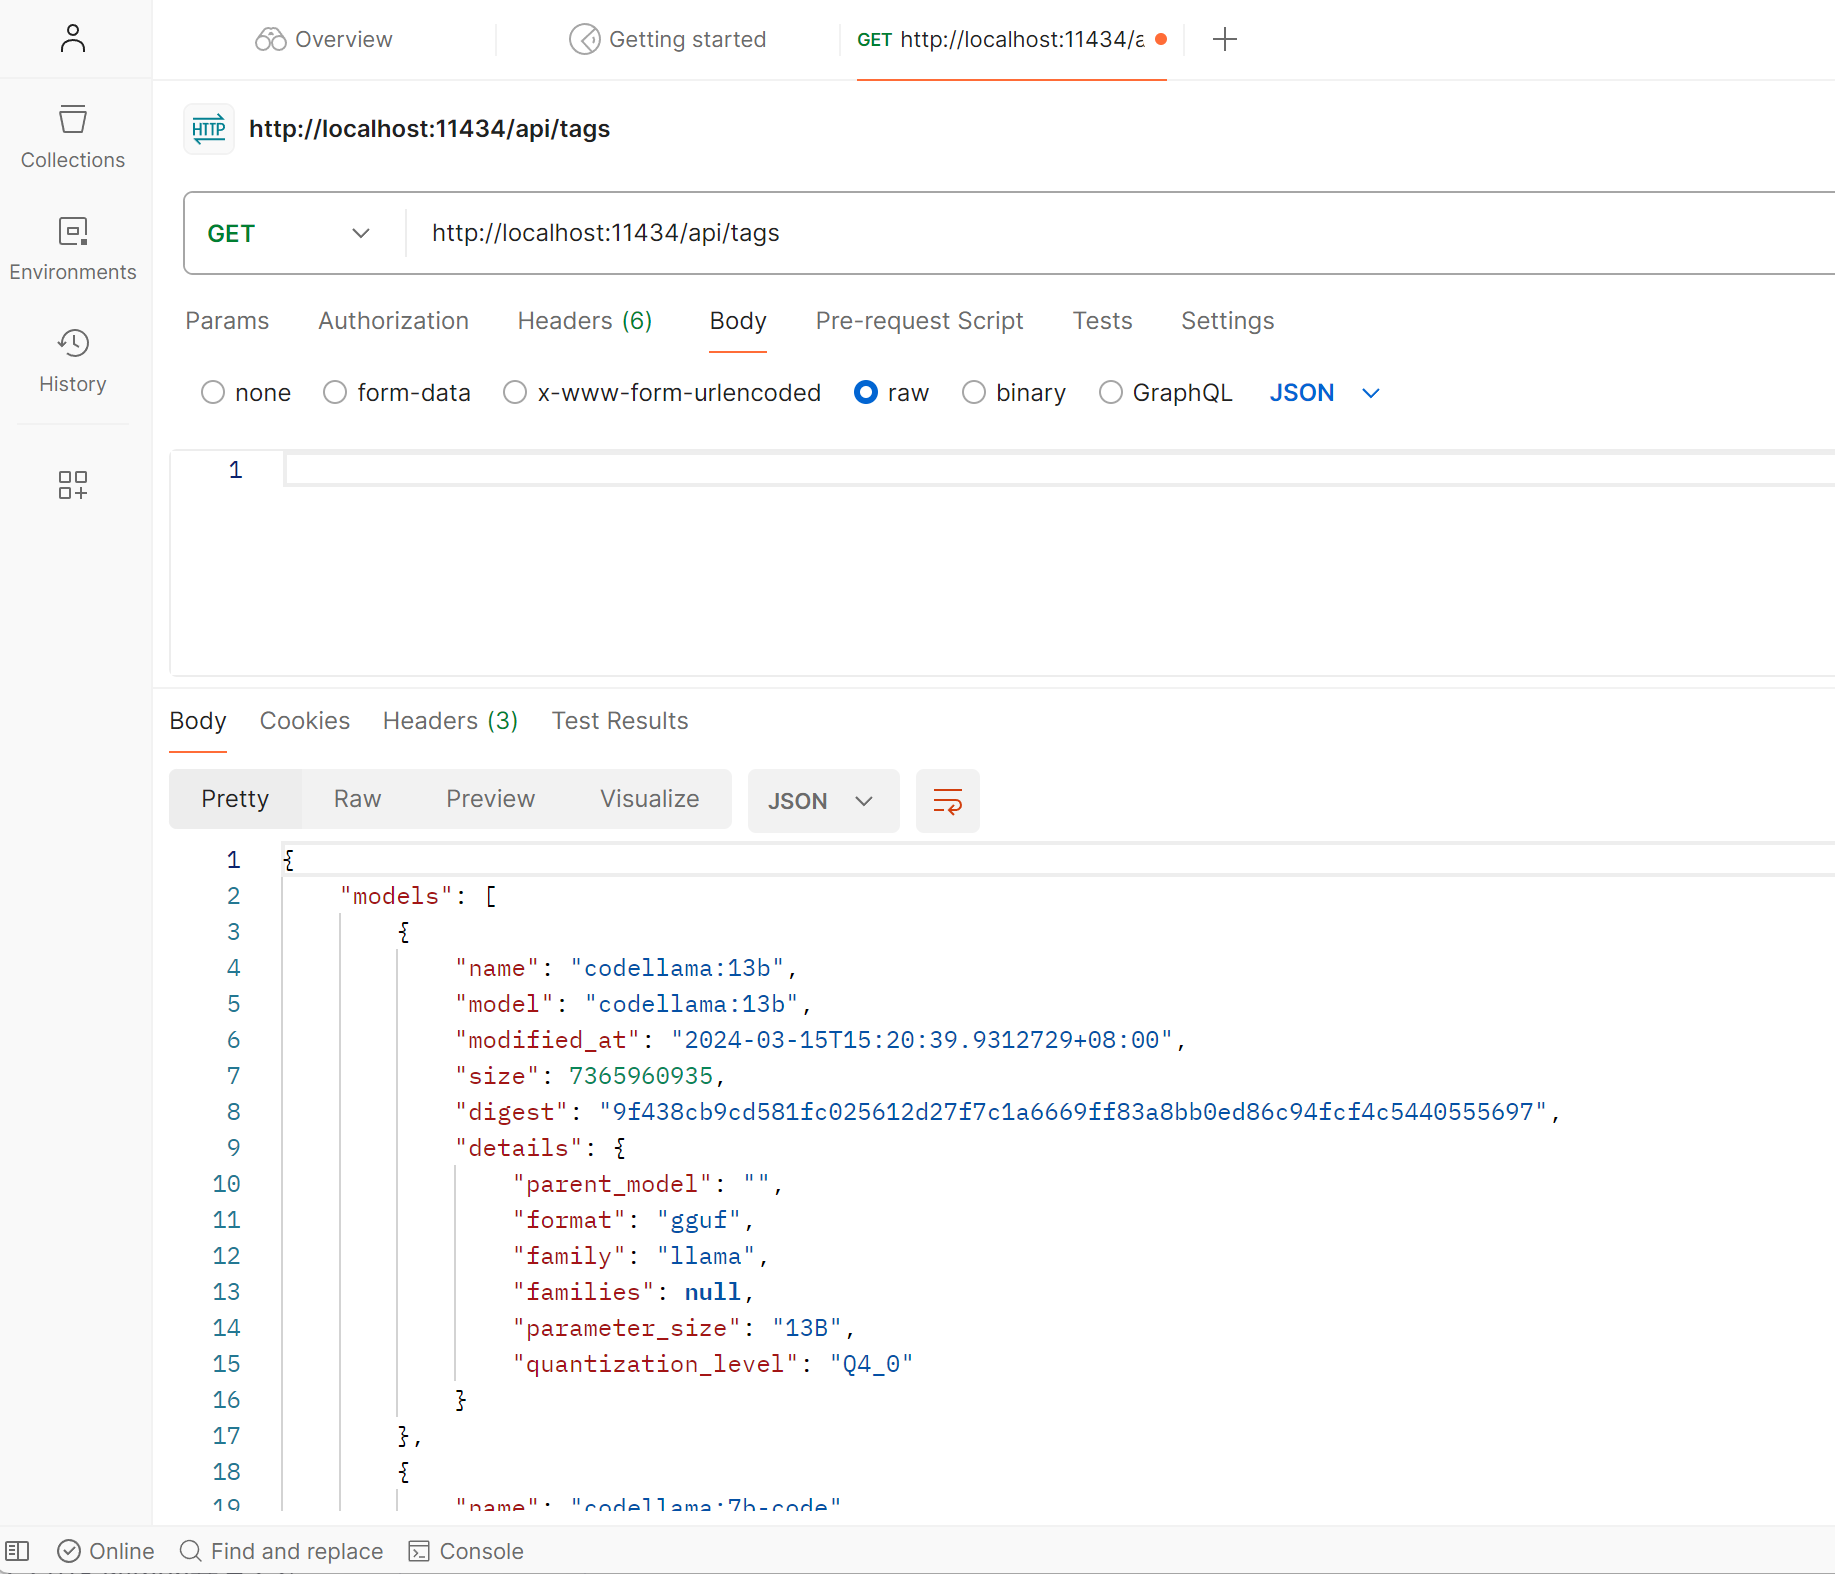 Overview
Getting started
GET http://localhost:11434/a
HTTP http://localhost:11434/api/tags
Collections
GET http://localhost:11434/api/tags
Environments
Params Authorization Headers (6) Body Pre-request Script Tests Settings
History
none form-data x-www-form-urlencoded raw binary GraphQL JSON
1
Body Cookies Headers (3) Test Results
Pretty Raw Preview Visualize JSON
1 {
2 "models": [
3 {
4 "name": "codellama:13b",
5 "model": "codellama:13b",
6 "modified_at": "2024-03-15T15:20:39.9312729+08:00",
7 "size": 7365960935,
8 "digest": "9f438cb9cd581fc025612d27f7c1a6669ff83a8bb0ed86c94fcf4c5440555697",
9 "details": {
10 "parent_model": "",
11 "format": "gguf",
12 "family": "llama",
13 "families": null,
14 "parameter_size": "13B",
15 "quantization_level": "Q4_0"
16 }
17 },
18 {
19 "name": "codellama:7b-code"
Online Find and replace Console